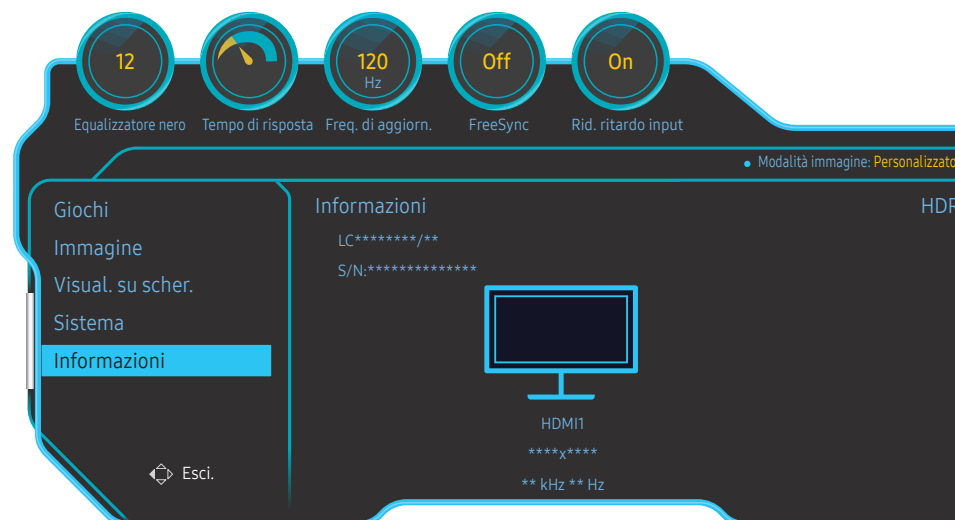 12
120
Hz
Off
On
Equalizzatore nero
Tempo di risposta
Freq. di aggiorn.
FreeSync
Rid. ritardo input
Modalità immagine: Personalizzato
Giochi
Immagine
Visual. su scher.
Sistema
Informazioni
Esci.
Informazioni
HDR
LC********/**
S/N:**************
HDMI1
****x****
** kHz ** Hz